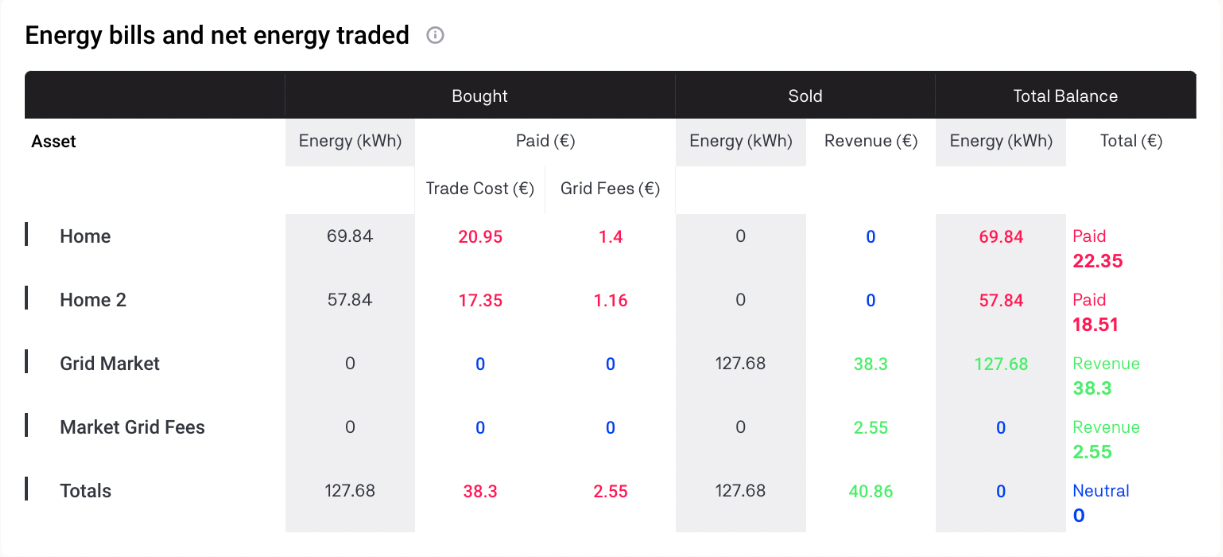 Energy bills and net energy traded
Bought Sold Total Balance
Asset Energy (kWh) Paid (€) Energy (kWh) Revenue (€) Energy (kWh) Total (€)
Trade Cost (€) Grid Fees (€)
Home 69.84 20.95 1.4 0 0 69.84 Paid
22.35
Home 2 57.84 17.35 1.16 0 0 57.84 Paid
18.51
Grid Market 0 0 0 127.68 38.3 127.68 Revenue
38.3
Market Grid Fees 0 0 0 0 2.55 0 Revenue
2.55
Totals 127.68 38.3 2.55 127.68 40.86 0 Neutral
0